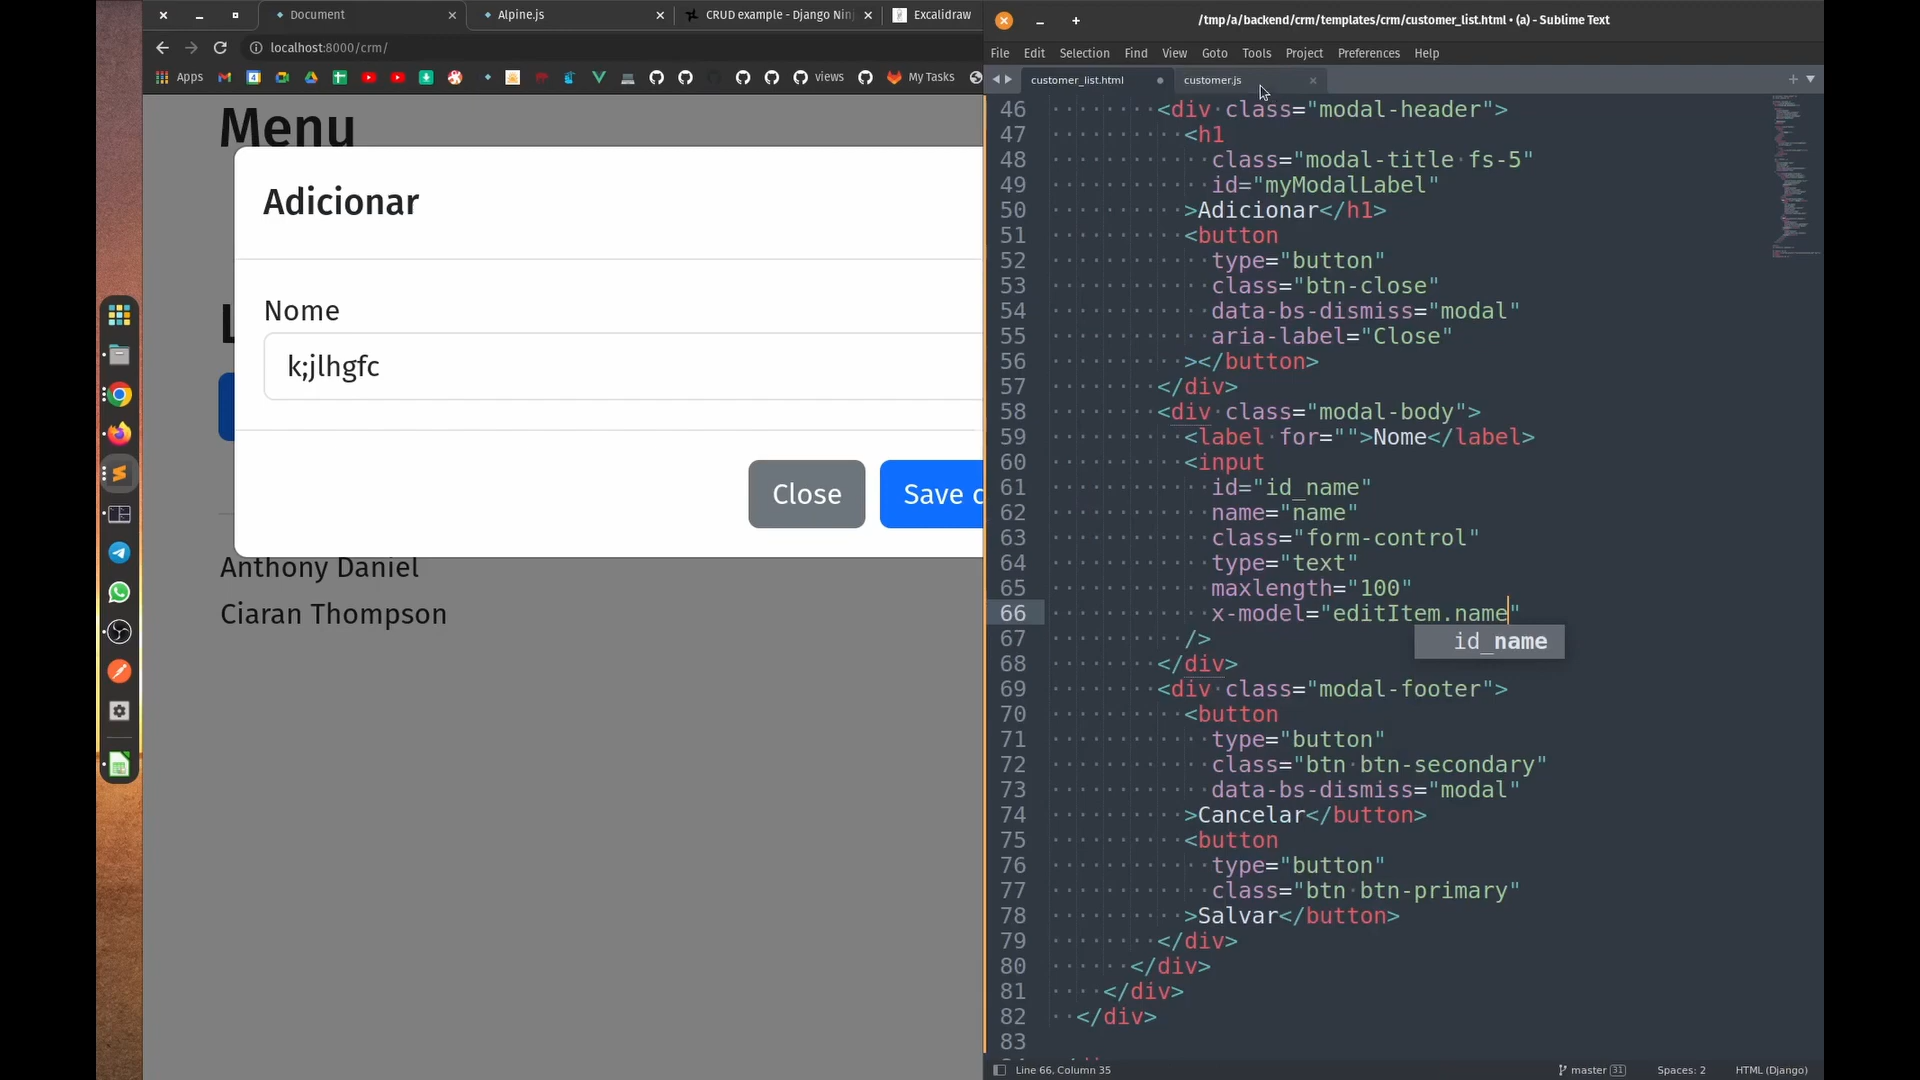 Document
Alpine.js
CRUD example - Django Nin
Excalidraw
localhost:8000/crm/
Apps
views
My Tasks
Menu
Adicionar
Nome
k;jlhgfc
Close
Save c
Anthony Daniel
Ciaran Thompson
/tmp/a/backend/crm/templates/crm/customer_list.html • (a) - Sublime Text
File Edit Selection Find View Goto Tools Project Preferences Help
customer_list.html
customer.js
46 <div class="modal-header">
47 <h1
48 class="modal-title fs-5"
49 id="myModalLabel"
50 >Adicionar</h1>
51 <button
52 type="button"
53 class="btn-close"
54 data-bs-dismiss="modal"
55 aria-label="Close"
56 ></button>
57 </div>
58 <div class="modal-body">
59 <label for="">Nome</label>
60 <input
61 id="id_name"
62 name="name"
63 class="form-control"
64 type="text"
65 maxlength="100"
66 x-model="editItem.name"
67 />
id_name
68 </div>
69 <div class="modal-footer">
70 <button
71 type="button"
72 class="btn btn-secondary"
73 data-bs-dismiss="modal"
74 >Cancelar</button>
75 <button
76 type="button"
77 class="btn btn-primary"
78 >Salvar</button>
79 </div>
80 </div>
81 </div>
82 </div>
83
Line 66, Column 35
master 31
Spaces: 2
HTML (Django)